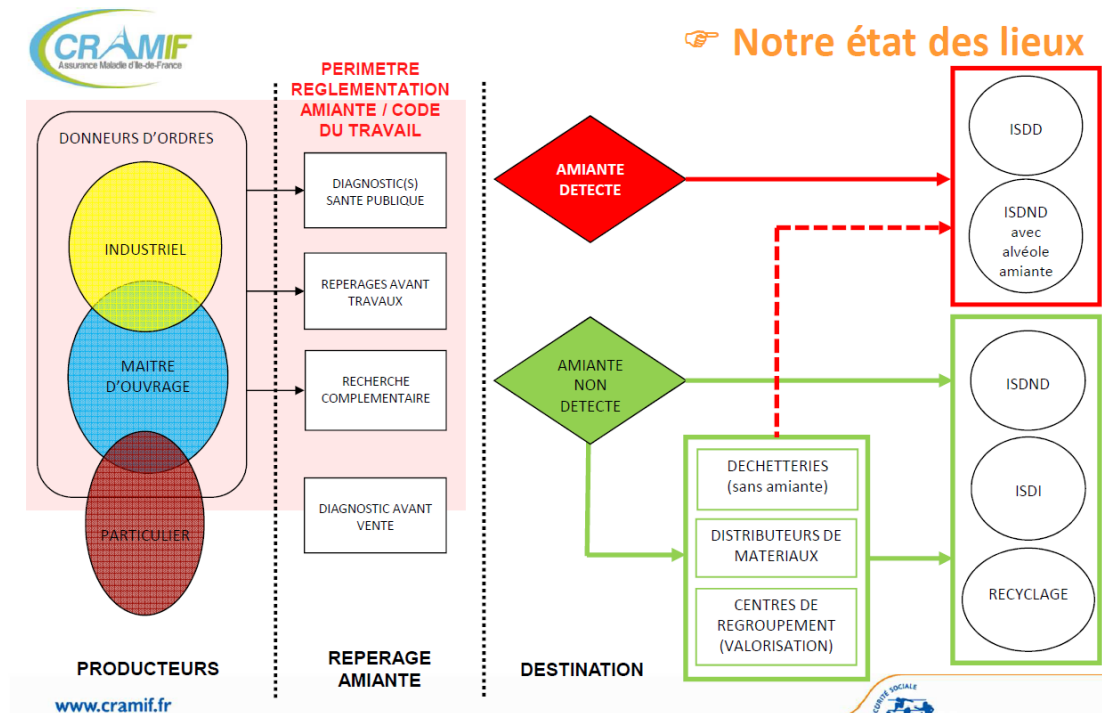 CRAMIF
Assurance Maladie d'Ile-de-France
☞ Notre état des lieux
PERIMETRE
REGLEMENTATION
AMIANTE / CODE
DU TRAVAIL
DONNEURS D'ORDRES
INDUSTRIEL
MAITRE
D'OUVRAGE
PARTICULIER
DIAGNOSTIC(S)
SANTE PUBLIQUE
REPERAGES AVANT
TRAVAUX
RECHERCHE
COMPLEMENTAIRE
DIAGNOSTIC AVANT
VENTE
AMIANTE
DETECTE
AMIANTE
NON
DETECTE
DECHETTERIES
(sans amiante)
DISTRIBUTEURS DE
MATERIAUX
CENTRES DE
REGROUPEMENT
(VALORISATION)
ISDD
ISDND
avec
alvéole
amiante
ISDND
ISDI
RECYCLAGE
PRODUCTEURS
REPERAGE
AMIANTE
DESTINATION
www.cramif.fr
SECURITE SOCIALE